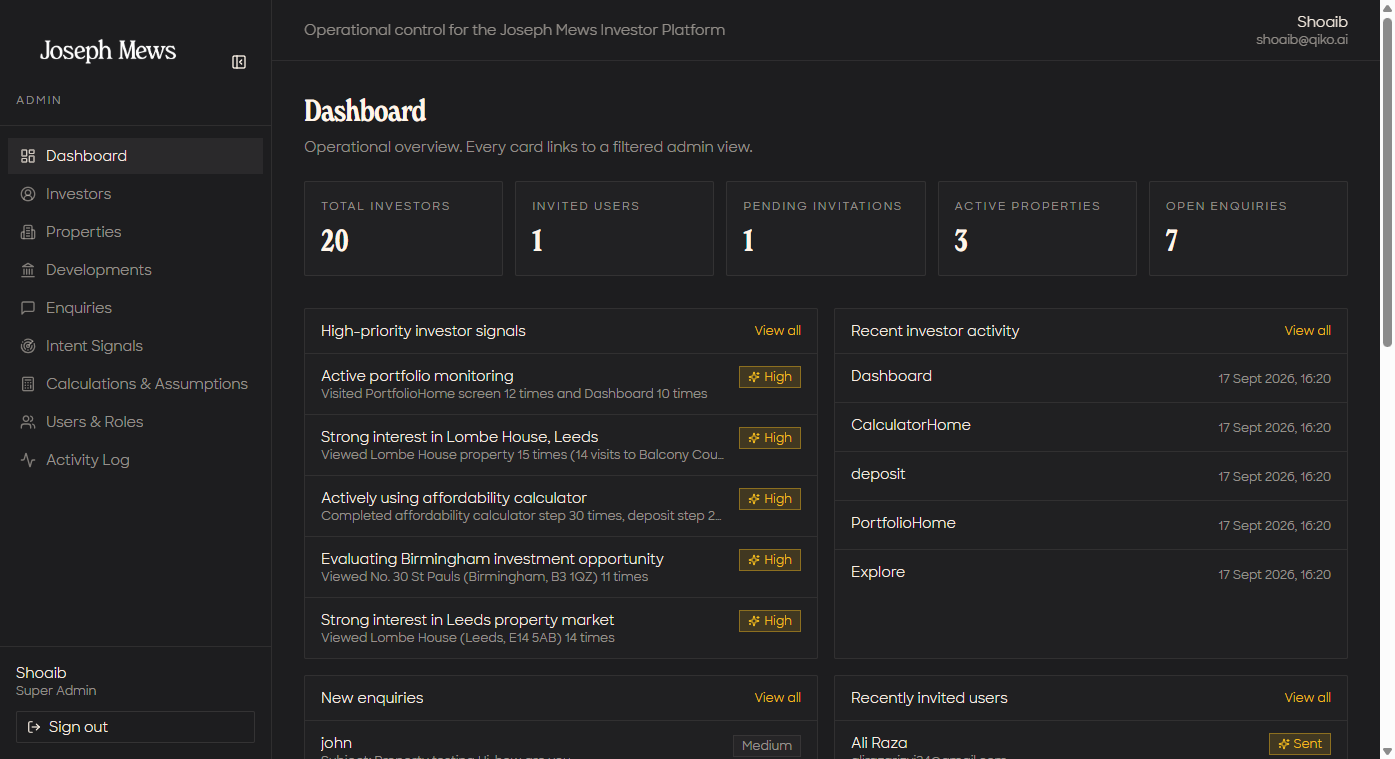 Joseph Mews
ADMIN
Dashboard
Investors
Properties
Developments
Enquiries
Intent Signals
Calculations & Assumptions
Users & Roles
Activity Log
Shoaib
Super Admin
Sign out
Operational control for the Joseph Mews Investor Platform
Shoaib
shoaib@qiko.ai
Dashboard
Operational overview. Every card links to a filtered admin view.
TOTAL INVESTORS
20
INVITED USERS
1
PENDING INVITATIONS
1
ACTIVE PROPERTIES
3
OPEN ENQUIRIES
7
High-priority investor signals View all
Active portfolio monitoring High
Visited PortfolioHome screen 12 times and Dashboard 10 times
Strong interest in Lombe House, Leeds High
Viewed Lombe House property 15 times (14 visits to Balcony Cou...
Actively using affordability calculator High
Completed affordability calculator step 30 times, deposit step 2...
Evaluating Birmingham investment opportunity High
Viewed No. 30 St Pauls (Birmingham, B3 1QZ) 11 times
Strong interest in Leeds property market High
Viewed Lombe House (Leeds, E14 5AB) 14 times
Recent investor activity View all
Dashboard 17 Sept 2026, 16:20
CalculatorHome 17 Sept 2026, 16:20
deposit 17 Sept 2026, 16:20
PortfolioHome 17 Sept 2026, 16:20
Explore 17 Sept 2026, 16:20
New enquiries View all
john Medium
Recently invited users View all
Ali Raza Sent